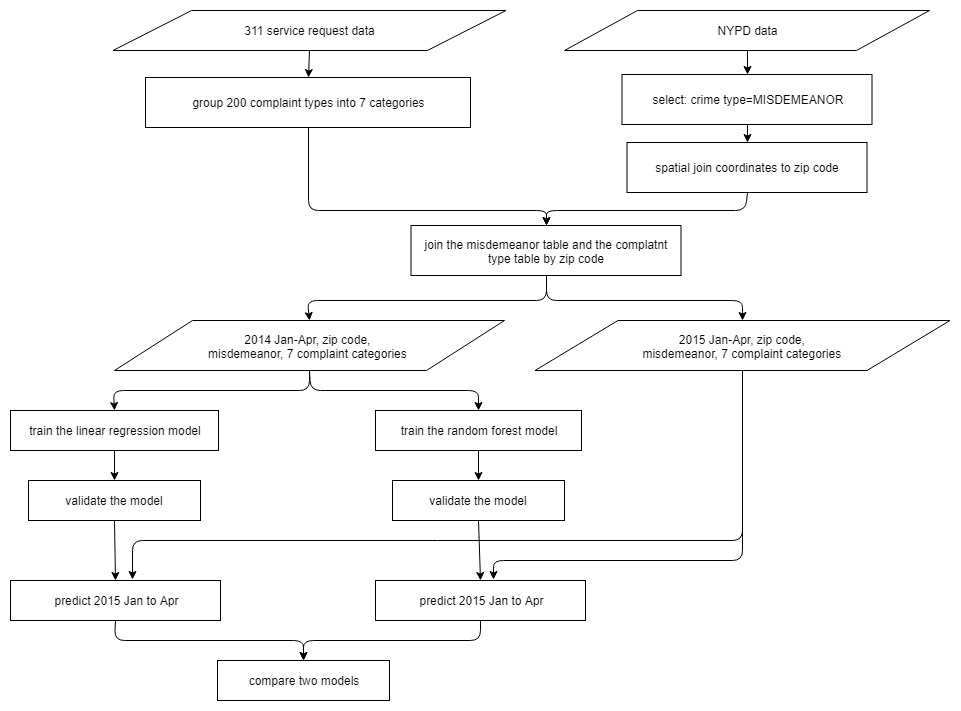 311 service request data
NYPD data
group 200 complaint types into 7 categories
select: crime type=MISDEMEANOR
spatial join coordinates to zip code
join the misdemeanor table and the complatnt
type table by zip code
2014 Jan-Apr, zip code,
misdemeanor, 7 complaint categories
2015 Jan-Apr, zip code,
misdemeanor, 7 complaint categories
train the linear regression model
train the random forest model
validate the model
validate the model
predict 2015 Jan to Apr
predict 2015 Jan to Apr
compare two models